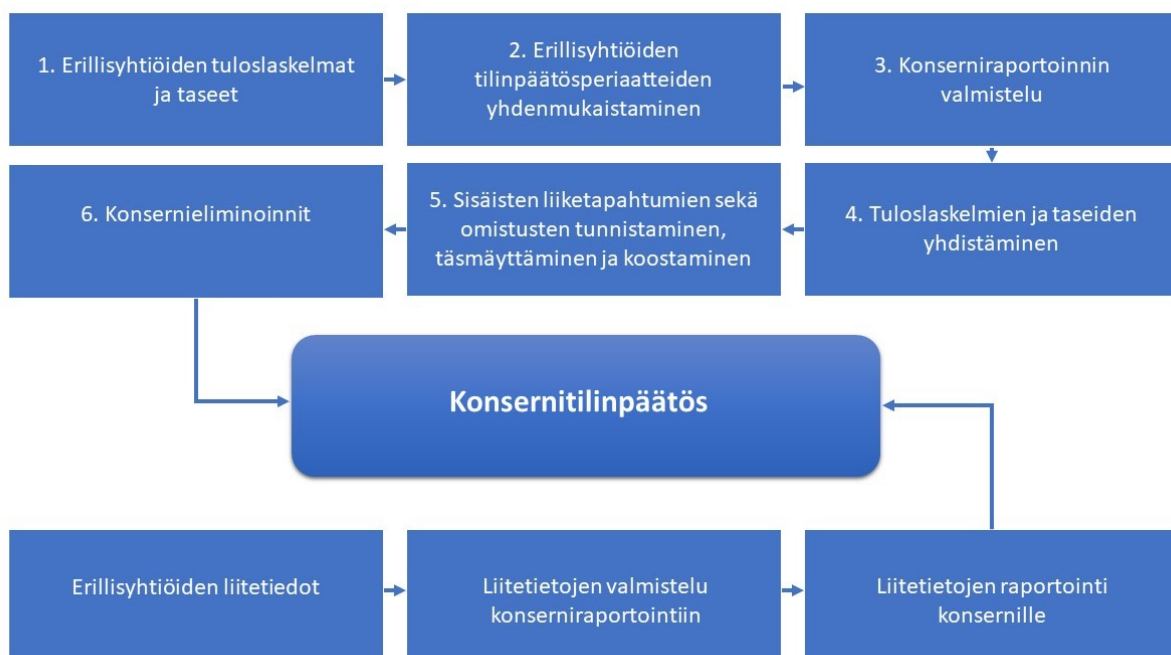 1. Erillisyhtiöiden tuloslaskelmat
ja taseet
2. Erillisyhtiöiden
tilinpäätösperiaatteiden
yhdenmukaistaminen
3. Konserniraportoinnin
valmistelu
4. Tuloslaskelmien ja taseiden
yhdistäminen
5. Sisäisten liiketapahtumien sekä
omistusten tunnistaminen,
täsmäyttäminen ja koostaminen
6. Konsernieliminoinnit
Konsernitilinpäätös
Erillisyhtiöiden liitetiedot
Liitetietojen valmistelu
konserniraportointiin
Liitetietojen raportointi
konsernille